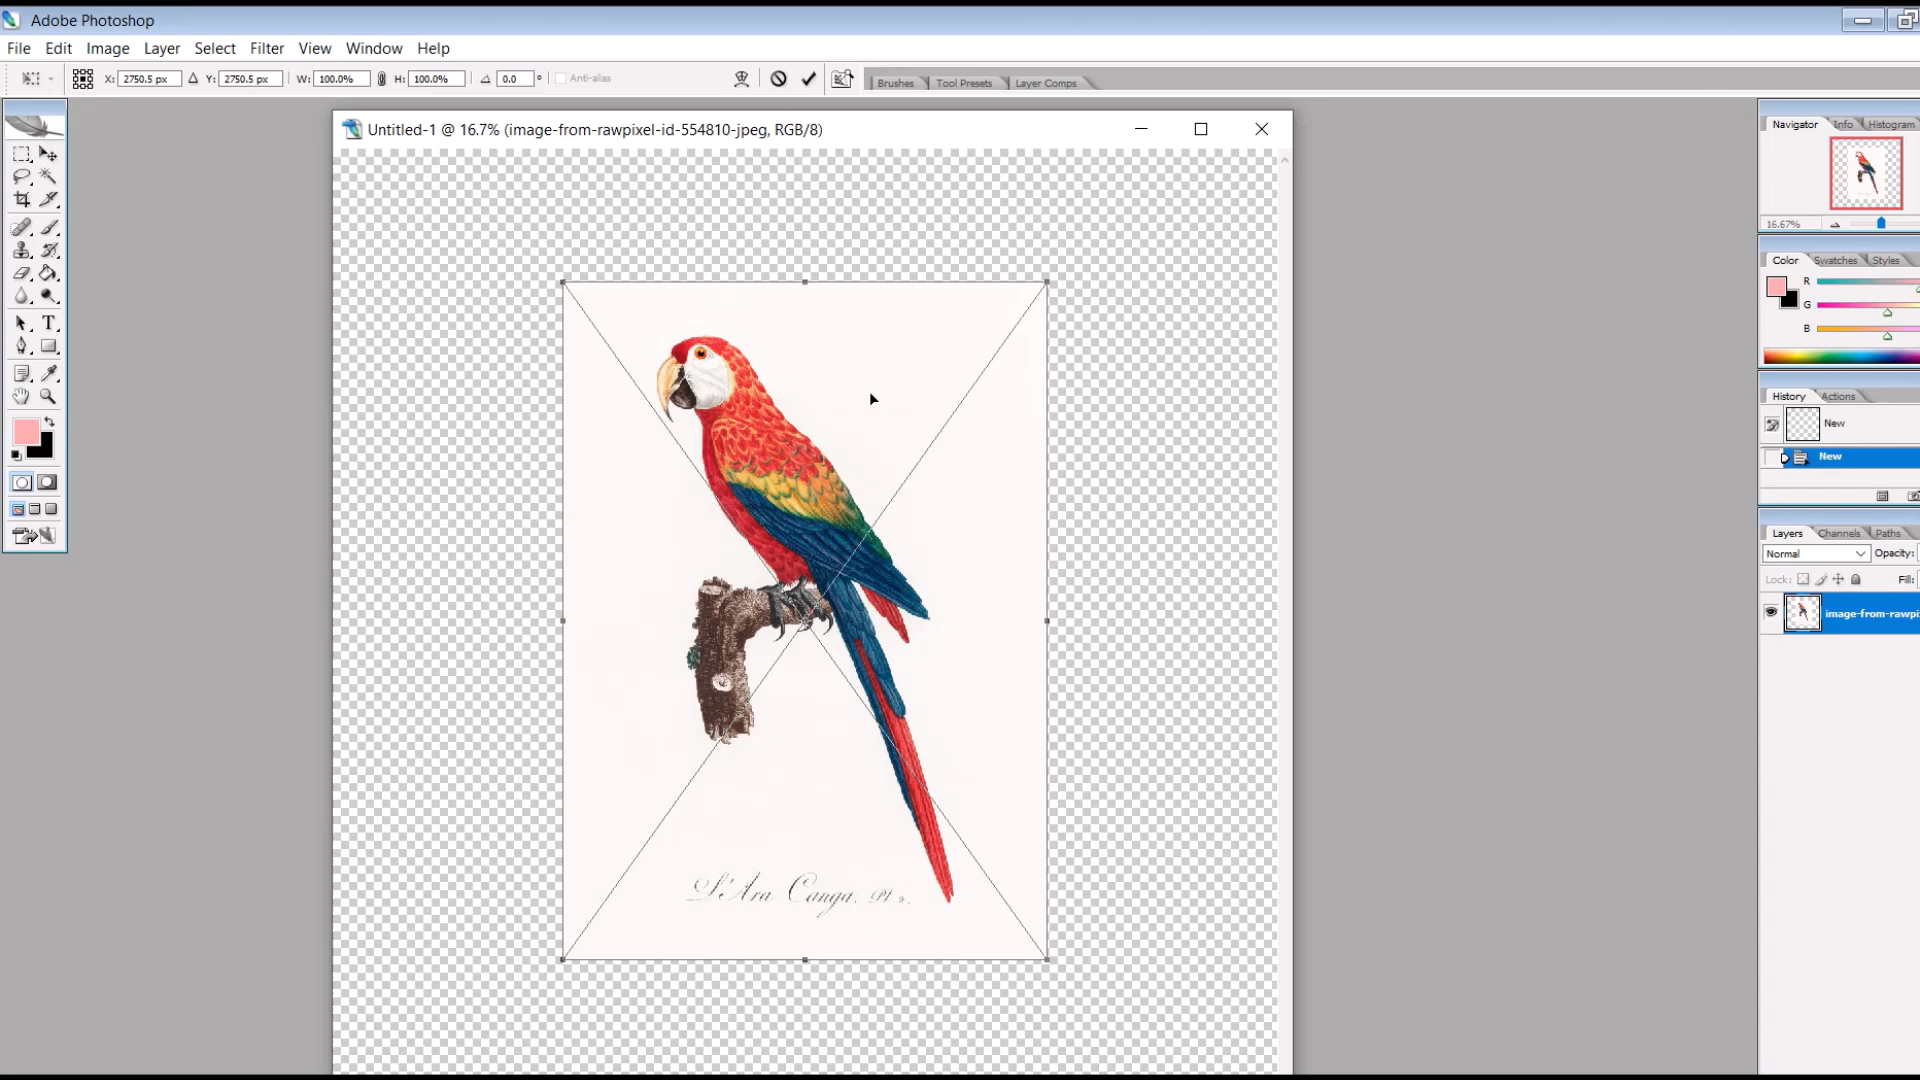 Adobe Photoshop
File Edit Image Layer Select Filter View Window Help
X: 2750.5 px Y: 2750.5 px W: 100.0% H: 100.0% 0.0 ° Anti-alias Brushes Tool Presets Layer Comps
Untitled-1 @ 16.7% (image-from-rawpixel-id-554810-jpeg, RGB/8)
Navigator Info Histogram
16.67%
Color Swatches Styles
R
G
B
History Actions
New
New
Layers Channels Paths
Normal Opacity:
Lock: Fill:
image-from-rawpi
L'Ara Canga. Pl 2.